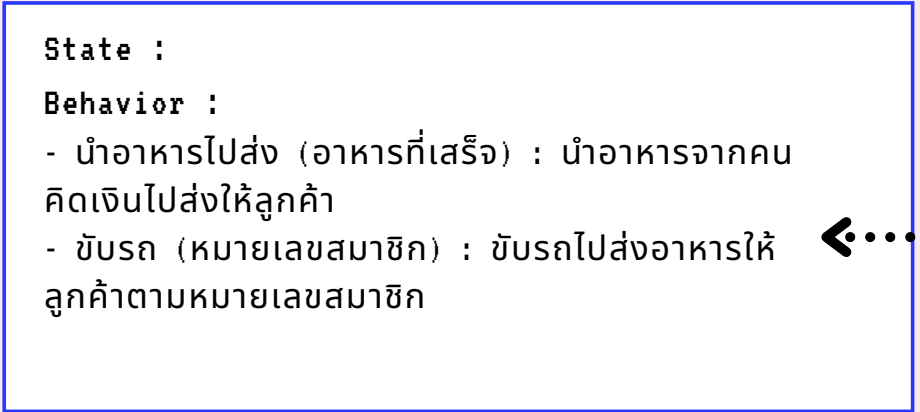 State :
Behavior :
- นำอาหารไปส่ง (อาหารที่เสร็จ) : นำอาหารจากคน
คิดเงินไปส่งให้ลูกค้า
- ขับรถ (หมายเลขสมาชิก) : ขับรถไปส่งอาหารให้
ลูกค้าตามหมายเลขสมาชิก